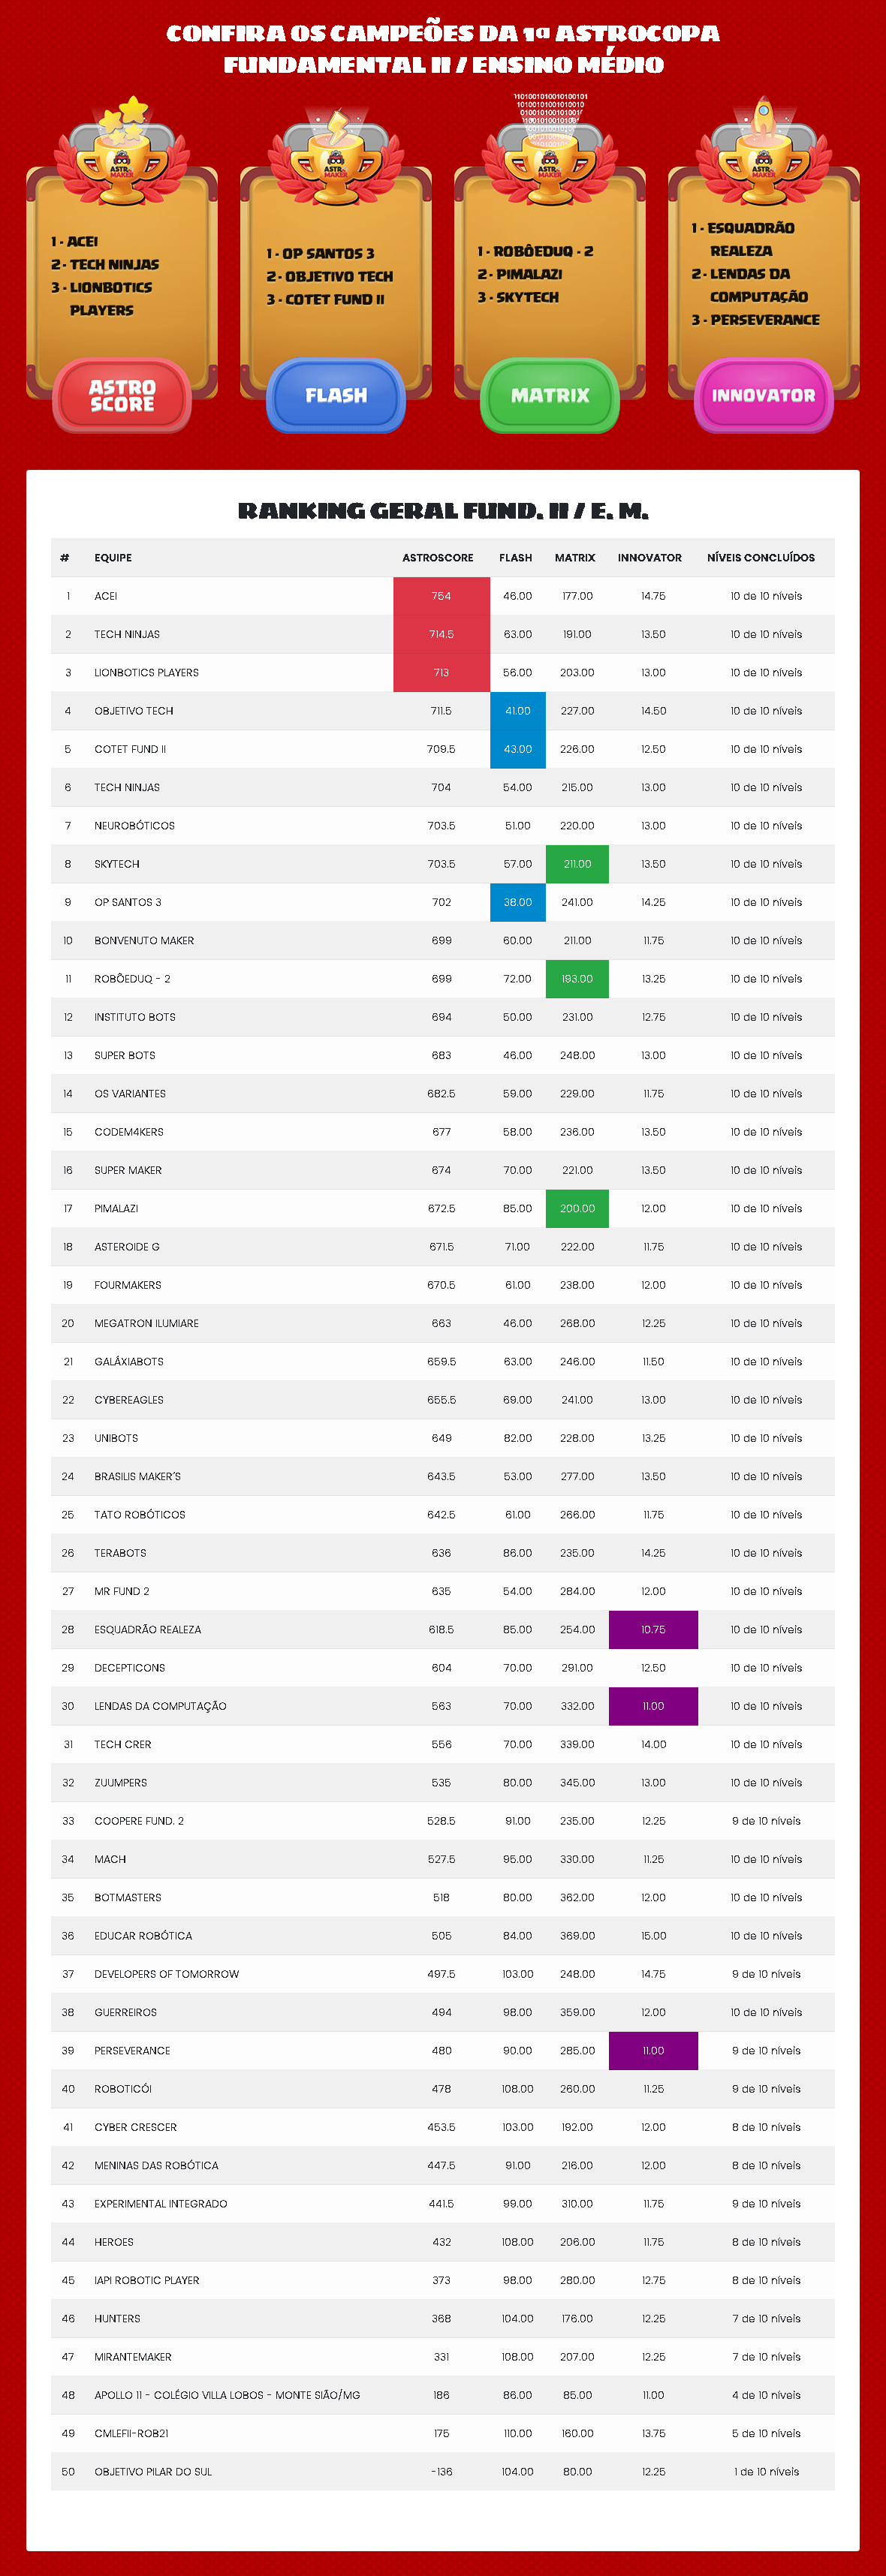 CONFIRA OS CAMPEÕES DA 1ª ASTROCOPA
FUNDAMENTAL II / ENSINO MÉDIO
1 - ACEI
2 - TECH NINJAS
3 - LIONBOTICS
PLAYERS
ASTRO
SCORE
1 - OP SANTOS 3
2 - OBJETIVO TECH
3 - COTET FUND II
FLASH
1 - ROBÔEDUQ - 2
2 - PIMALAZI
3 - SKYTECH
MATRIX
1 - ESQUADRÃO
REALEZA
2 - LENDAS DA
COMPUTAÇÃO
3 - PERSEVERANCE
INNOVATOR
RANKING GERAL FUND. II / E. M.
# EQUIPE ASTROSCORE FLASH MATRIX INNOVATOR NÍVEIS CONCLUÍDOS
1 ACEI 754 46.00 177.00 14.75 10 de 10 níveis
2 TECH NINJAS 714.5 63.00 191.00 13.50 10 de 10 níveis
3 LIONBOTICS PLAYERS 713 56.00 203.00 13.00 10 de 10 níveis
4 OBJETIVO TECH 711.5 41.00 227.00 14.50 10 de 10 níveis
5 COTET FUND II 709.5 43.00 226.00 12.50 10 de 10 níveis
6 TECH NINJAS 704 54.00 215.00 13.00 10 de 10 níveis
7 NEUROBÓTICOS 703.5 51.00 220.00 13.00 10 de 10 níveis
8 SKYTECH 703.5 57.00 211.00 13.50 10 de 10 níveis
9 OP SANTOS 3 702 38.00 241.00 14.25 10 de 10 níveis
10 BONVENUTO MAKER 699 60.00 211.00 11.75 10 de 10 níveis
11 ROBÔEDUQ - 2 699 72.00 193.00 13.25 10 de 10 níveis
12 INSTITUTO BOTS 694 50.00 231.00 12.75 10 de 10 níveis
13 SUPER BOTS 683 46.00 248.00 13.00 10 de 10 níveis
14 OS VARIANTES 682.5 59.00 229.00 11.75 10 de 10 níveis
15 CODEM4KERS 677 58.00 236.00 13.50 10 de 10 níveis
16 SUPER MAKER 674 70.00 221.00 13.50 10 de 10 níveis
17 PIMALAZI 672.5 85.00 200.00 12.00 10 de 10 níveis
18 ASTEROIDE G 671.5 71.00 222.00 11.75 10 de 10 níveis
19 FOURMAKERS 670.5 61.00 238.00 12.00 10 de 10 níveis
20 MEGATRON ILUMIARE 663 46.00 268.00 12.25 10 de 10 níveis
21 GALÁXIABOTS 659.5 63.00 246.00 11.50 10 de 10 níveis
22 CYBEREAGLES 655.5 69.00 241.00 13.00 10 de 10 níveis
23 UNIBOTS 649 82.00 228.00 13.25 10 de 10 níveis
24 BRASILIS MAKER´S 643.5 53.00 277.00 13.50 10 de 10 níveis
25 TATO ROBÓTICOS 642.5 61.00 266.00 11.75 10 de 10 níveis
26 TERABOTS 636 86.00 235.00 14.25 10 de 10 níveis
27 MR FUND 2 635 54.00 284.00 12.00 10 de 10 níveis
28 ESQUADRÃO REALEZA 618.5 85.00 254.00 10.75 10 de 10 níveis
29 DECEPTICONS 604 70.00 291.00 12.50 10 de 10 níveis
30 LENDAS DA COMPUTAÇÃO 563 70.00 332.00 11.00 10 de 10 níveis
31 TECH CRER 556 70.00 339.00 14.00 10 de 10 níveis
32 ZUUMPERS 535 80.00 345.00 13.00 10 de 10 níveis
33 COOPERE FUND. 2 528.5 91.00 235.00 12.25 9 de 10 níveis
34 MACH 527.5 95.00 330.00 11.25 10 de 10 níveis
35 BOTMASTERS 518 80.00 362.00 12.00 10 de 10 níveis
36 EDUCAR ROBÓTICA 505 84.00 369.00 15.00 10 de 10 níveis
37 DEVELOPERS OF TOMORROW 497.5 103.00 248.00 14.75 9 de 10 níveis
38 GUERREIROS 494 98.00 359.00 12.00 10 de 10 níveis
39 PERSEVERANCE 480 90.00 285.00 11.00 9 de 10 níveis
40 ROBOTICÓI 478 108.00 260.00 11.25 9 de 10 níveis
41 CYBER CRESCER 453.5 103.00 192.00 12.00 8 de 10 níveis
42 MENINAS DAS ROBÓTICA 447.5 91.00 216.00 12.00 8 de 10 níveis
43 EXPERIMENTAL INTEGRADO 441.5 99.00 310.00 11.75 9 de 10 níveis
44 HEROES 432 108.00 206.00 11.75 8 de 10 níveis
45 IAPI ROBOTIC PLAYER 373 98.00 280.00 12.75 8 de 10 níveis
46 HUNTERS 368 104.00 176.00 12.25 7 de 10 níveis
47 MIRANTEMAKER 331 108.00 207.00 12.25 7 de 10 níveis
48 APOLLO 11 - COLÉGIO VILLA LOBOS - MONTE SIÃO/MG 186 86.00 85.00 11.00 4 de 10 níveis
49 CMLEFII-ROB21 175 110.00 160.00 13.75 5 de 10 níveis
50 OBJETIVO PILAR DO SUL -136 104.00 80.00 12.25 1 de 10 níveis